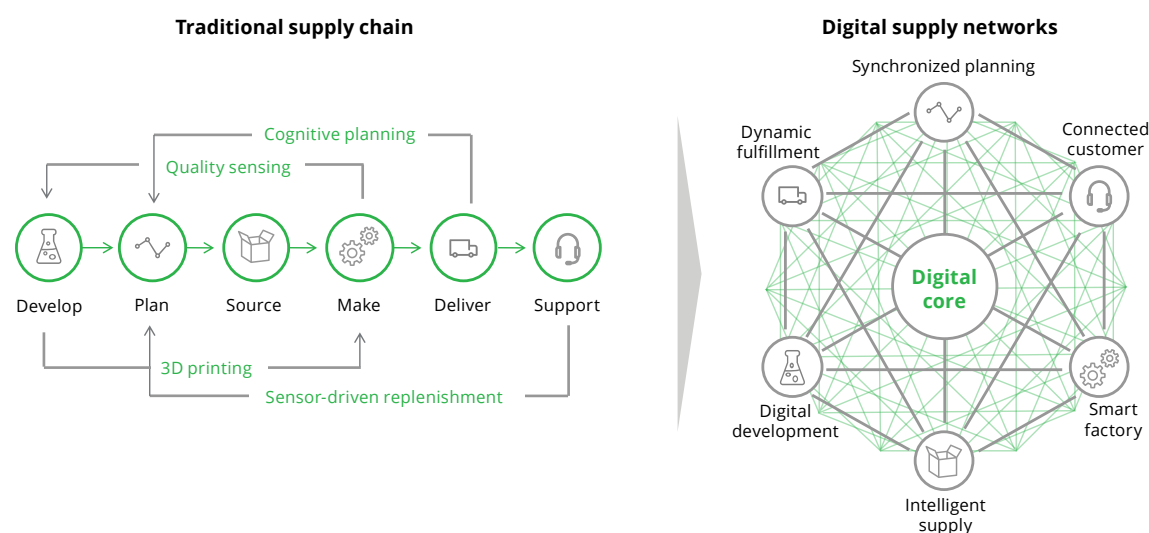 Traditional supply chain
Cognitive planning
Quality sensing
Develop
Plan
Source
Make
Deliver
Support
3D printing
Sensor-driven replenishment
Digital supply networks
Synchronized planning
Dynamic
fulfillment
Connected
customer
Digital
core
Digital
development
Smart
factory
Intelligent
supply